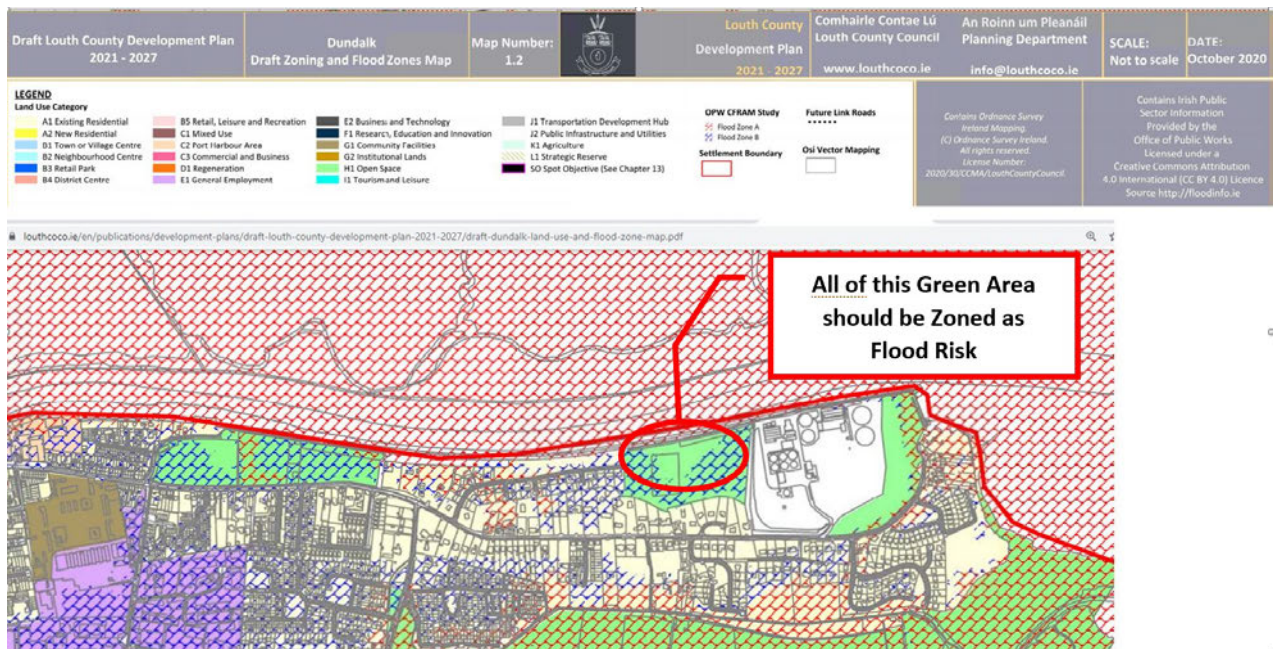 Draft Louth County Development Plan
2021 - 2027
Dundalk
Draft Zoning and Flood Zones Map
Map Number:
1.2
Louth County
Development Plan
2021 - 2027
Comhairle Contae Lú
Louth County Council
www.louthcoco.ie
An Roinn um Pleanáil
Planning Department
info@louthcoco.ie
SCALE:
Not to scale
DATE:
October 2020
LEGEND
Land Use Category
A1 Existing Residential
A2 New Residential
B1 Town or Village Centre
B2 Neighbourhood Centre
B3 Retail Park
B4 District Centre
B5 Retail, Leisure and Recreation
C1 Mixed Use
C2 Port Harbour Area
C3 Commercial and Business
D1 Regeneration
E1 General Employment
E2 Business and Technology
F1 Research, Education and Innovation
G1 Community Facilities
G2 Institutional Lands
H1 Open Space
I1 Tourism and Leisure
J1 Transportation Development Hub
J2 Public Infrastructure and Utilities
K1 Agriculture
L1 Strategic Reserve
SO Spot Objective (See Chapter 13)
OPW CFRAM Study
Flood Zone A
Flood Zone B
Settlement Boundary
Future Link Roads
Osi Vector Mapping
Contains Ordnance Survey
Ireland Mapping.
(C) Ordnance Survey Ireland.
All rights reserved.
License Number:
2020/30/CCMA/LouthCountyCouncil
Contains Irish Public
Sector Information
Provided by the
Office of Public Works
Licensed under a
Creative Commons Attribution
4.0 International (CC BY 4.0) Licence
Source http://floodinfo.ie
louthcoco.ie/en/publications/development-plans/draft-louth-county-development-plan-2021-2027/draft-dundalk-land-use-and-flood-zone-map.pdf
All of this Green Area
should be Zoned as
Flood Risk